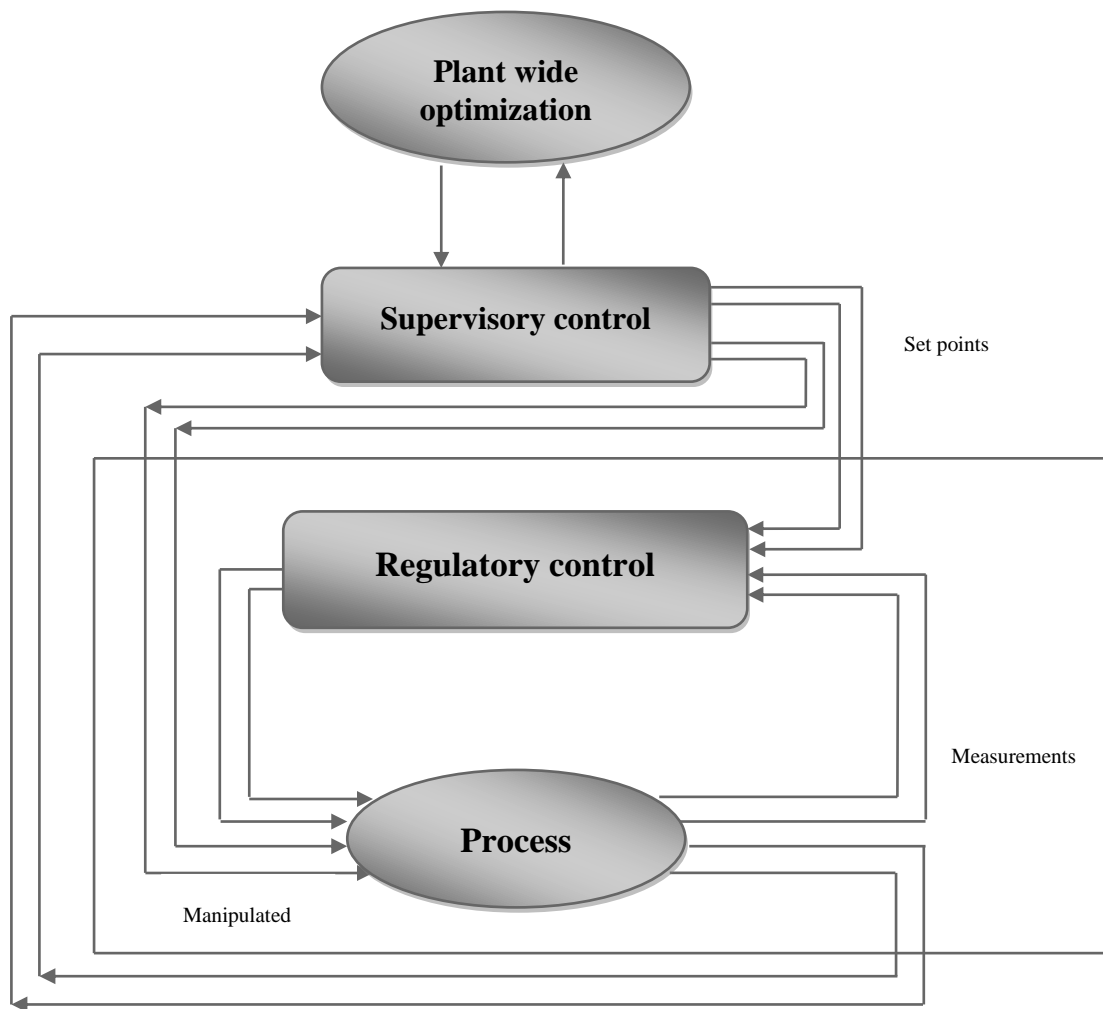 Plant wide
optimization
Supervisory control
Set points
Regulatory control
Measurements
Process
Manipulated